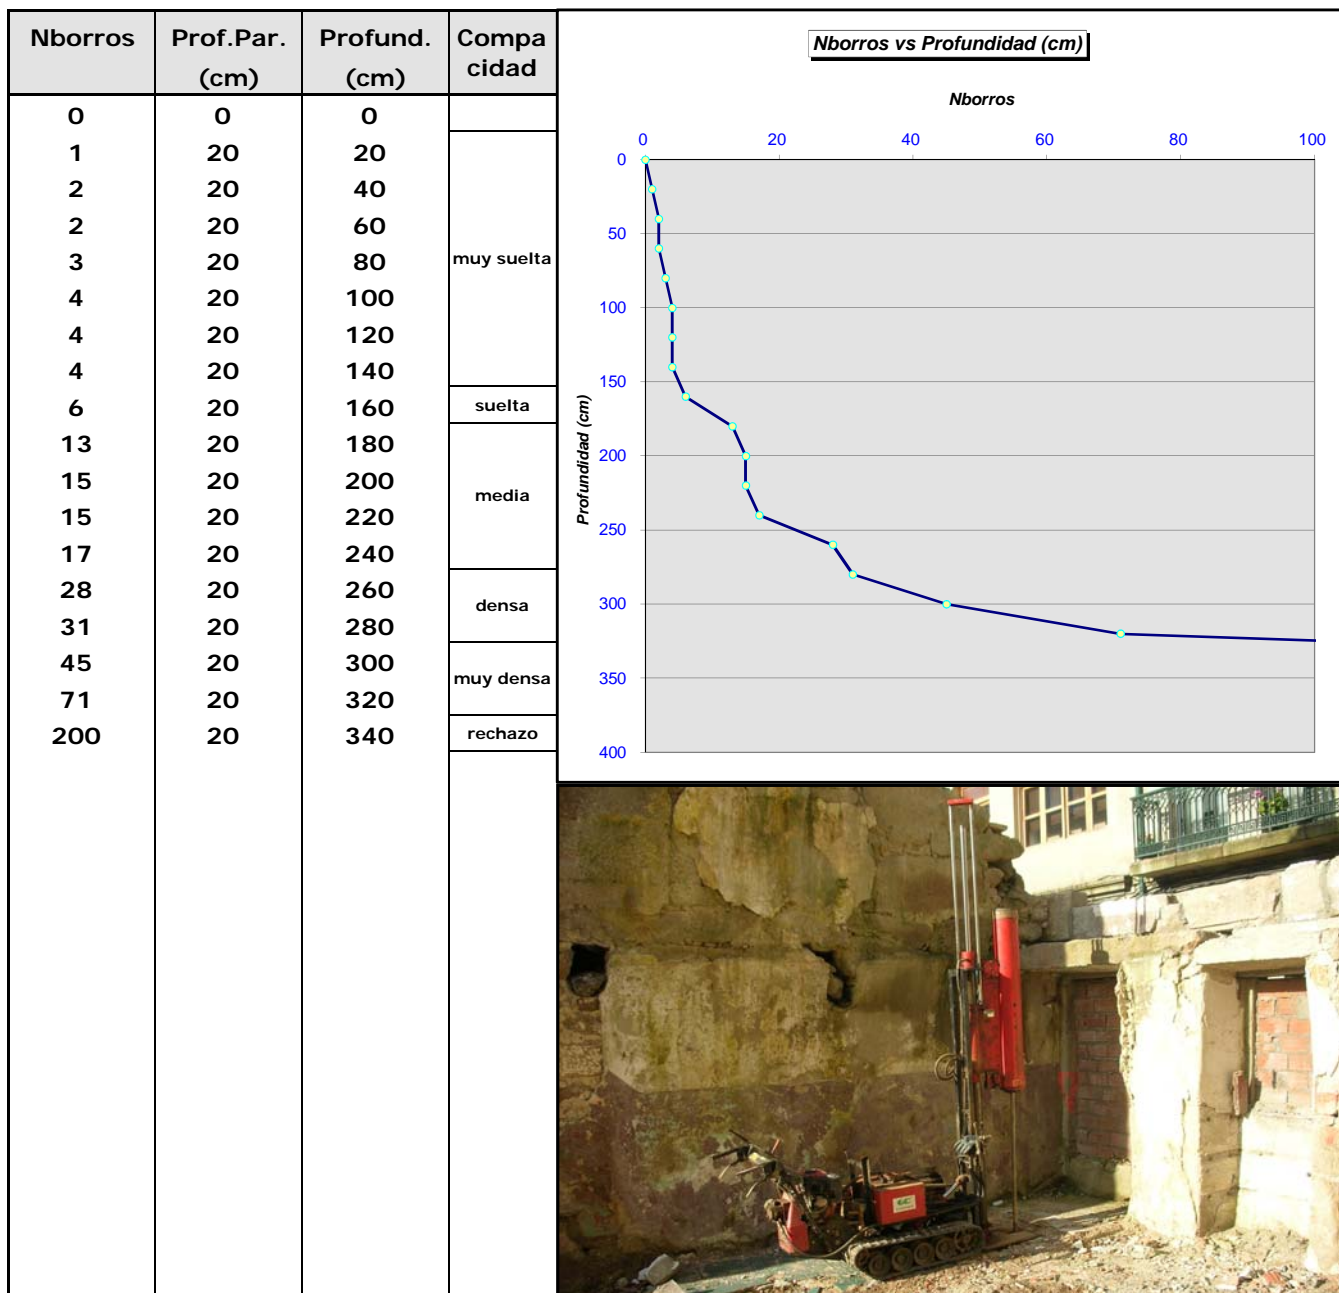 Nborros Prof.Par. Profund. Compa
(cm) (cm) cidad
0 0 0
1 20 20
2 20 40
2 20 60
3 20 80 muy suelta
4 20 100
4 20 120
4 20 140
6 20 160 suelta
13 20 180
15 20 200 media
15 20 220
17 20 240
28 20 260 densa
31 20 280
45 20 300 muy densa
71 20 320
200 20 340 rechazo
Nborros vs Profundidad (cm)
Nborros
0 20 40 60 80 100
0
50
100
150
200
250
300
350
400
Profundidad (cm)